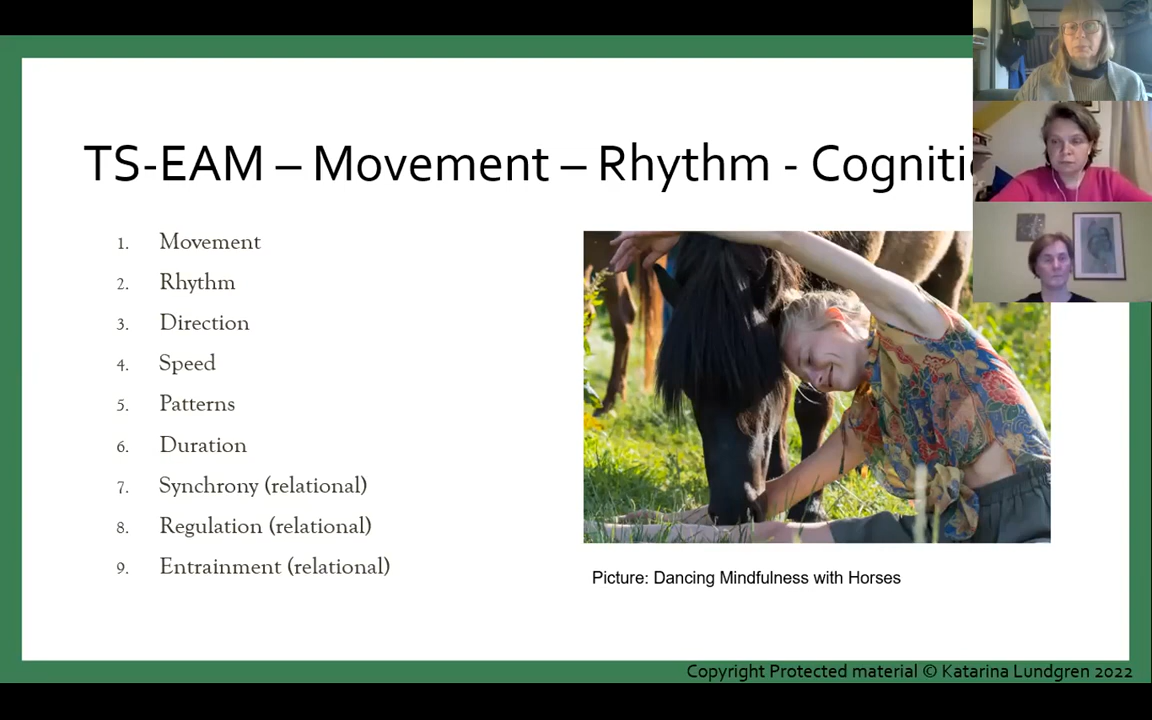 TS-EAM – Movement – Rhythm - Cogniti
1. Movement
2. Rhythm
3. Direction
4. Speed
5. Patterns
6. Duration
7. Synchrony (relational)
8. Regulation (relational)
9. Entrainment (relational)
Picture: Dancing Mindfulness with Horses
Copyright Protected material © Katarina Lundgren 2022